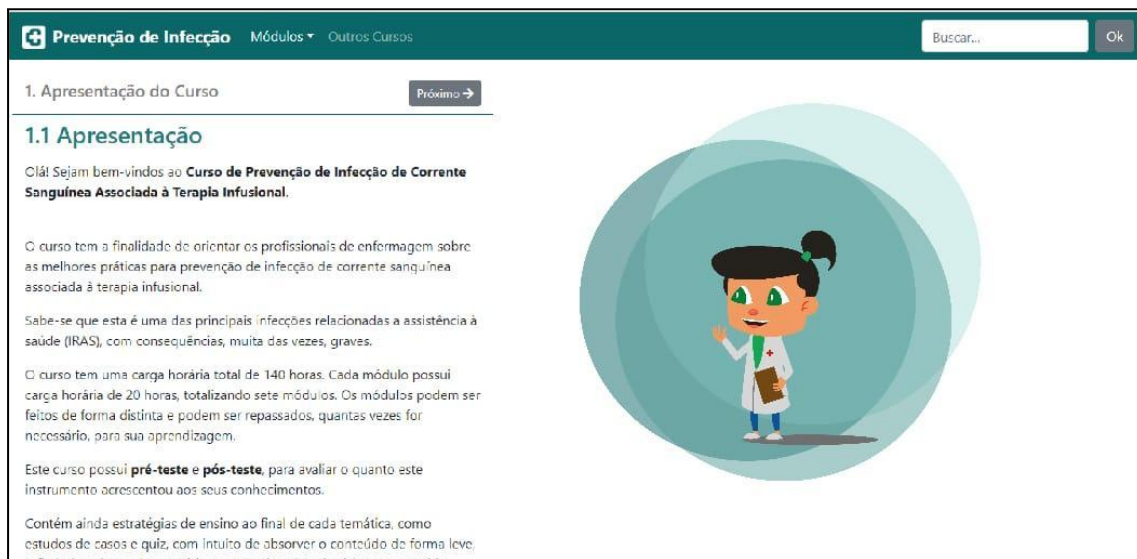 Prevenção de Infecção Módulos Outros Cursos Buscar... Ok
1. Apresentação do Curso Próximo →
1.1 Apresentação
Olá! Sejam bem-vindos ao Curso de Prevenção de Infecção de Corrente
Sanguínea Associada à Terapia Infusional.
O curso tem a finalidade de orientar os profissionais de enfermagem sobre
as melhores práticas para prevenção de infecção de corrente sanguínea
associada à terapia infusional.
Sabe-se que esta é uma das principais infecções relacionadas a assistência à
saúde (IRAS), com consequências, muita das vezes, graves.
O curso tem uma carga horária total de 140 horas. Cada módulo possui
carga horária de 20 horas, totalizando sete módulos. Os módulos podem ser
feitos de forma distinta e podem ser repassados, quantas vezes for
necessário, para sua aprendizagem.
Este curso possui pré-teste e pós-teste, para avaliar o quanto este
instrumento acrescentou aos seus conhecimentos.
Contém ainda estratégias de ensino ao final de cada temática, como
estudos de casos e quiz, com intuito de absorver o conteúdo de forma leve,